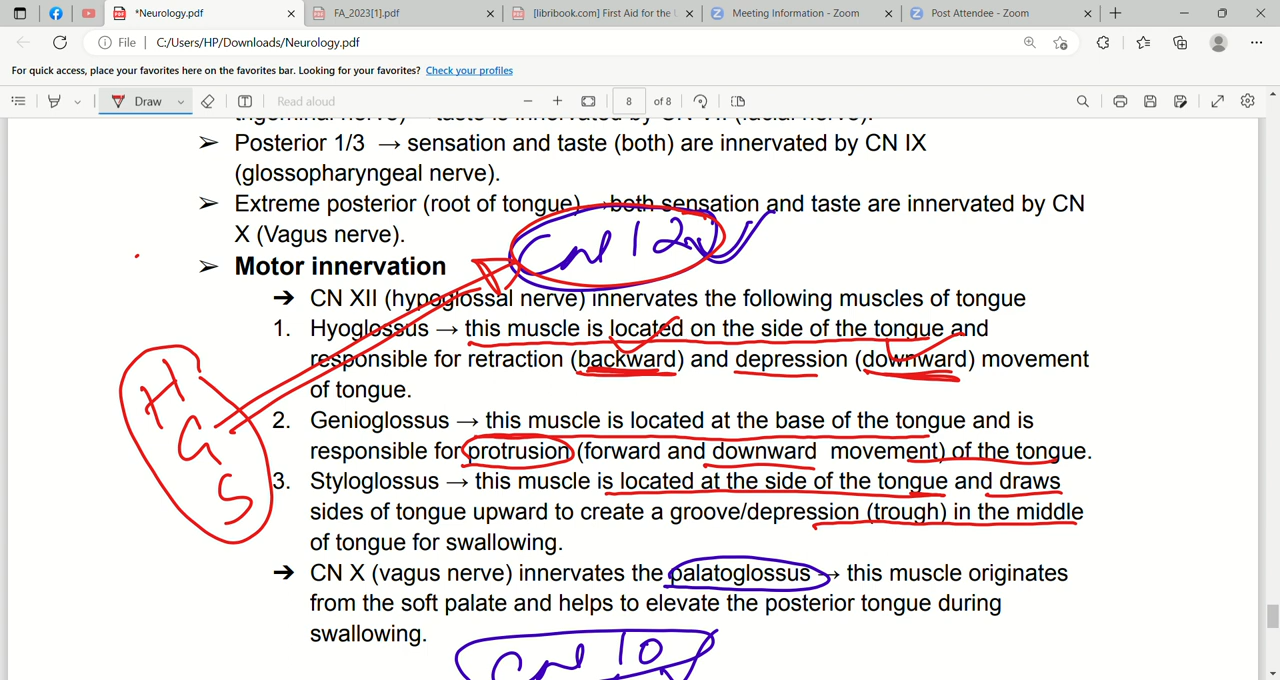 *Neurology.pdf
FA_2023[1].pdf
[libribook.com] First Aid for the
Meeting Information - Zoom
Post Attendee - Zoom
File C:/Users/HP/Downloads/Neurology.pdf
For quick access, place your favorites here on the favorites bar. Looking for your favorites? Check your profiles
Draw
Read aloud
8 of 8
trigeminal nerve) → taste is innervated by CN VII (facial nerve).
➢ Posterior 1/3 → sensation and taste (both) are innervated by CN IX
(glossopharyngeal nerve).
➢ Extreme posterior (root of tongue) → both sensation and taste are innervated by CN
X (Vagus nerve).
➢ Motor innervation
➔ CN XII (hypoglossal nerve) innervates the following muscles of tongue
1. Hyoglossus → this muscle is located on the side of the tongue and
responsible for retraction (backward) and depression (downward) movement
of tongue.
2. Genioglossus → this muscle is located at the base of the tongue and is
responsible for protrusion (forward and downward movement) of the tongue.
3. Styloglossus → this muscle is located at the side of the tongue and draws
sides of tongue upward to create a groove/depression (trough) in the middle
of tongue for swallowing.
➔ CN X (vagus nerve) innervates the palatoglossus → this muscle originates
from the soft palate and helps to elevate the posterior tongue during
swallowing.
H
G
S
10